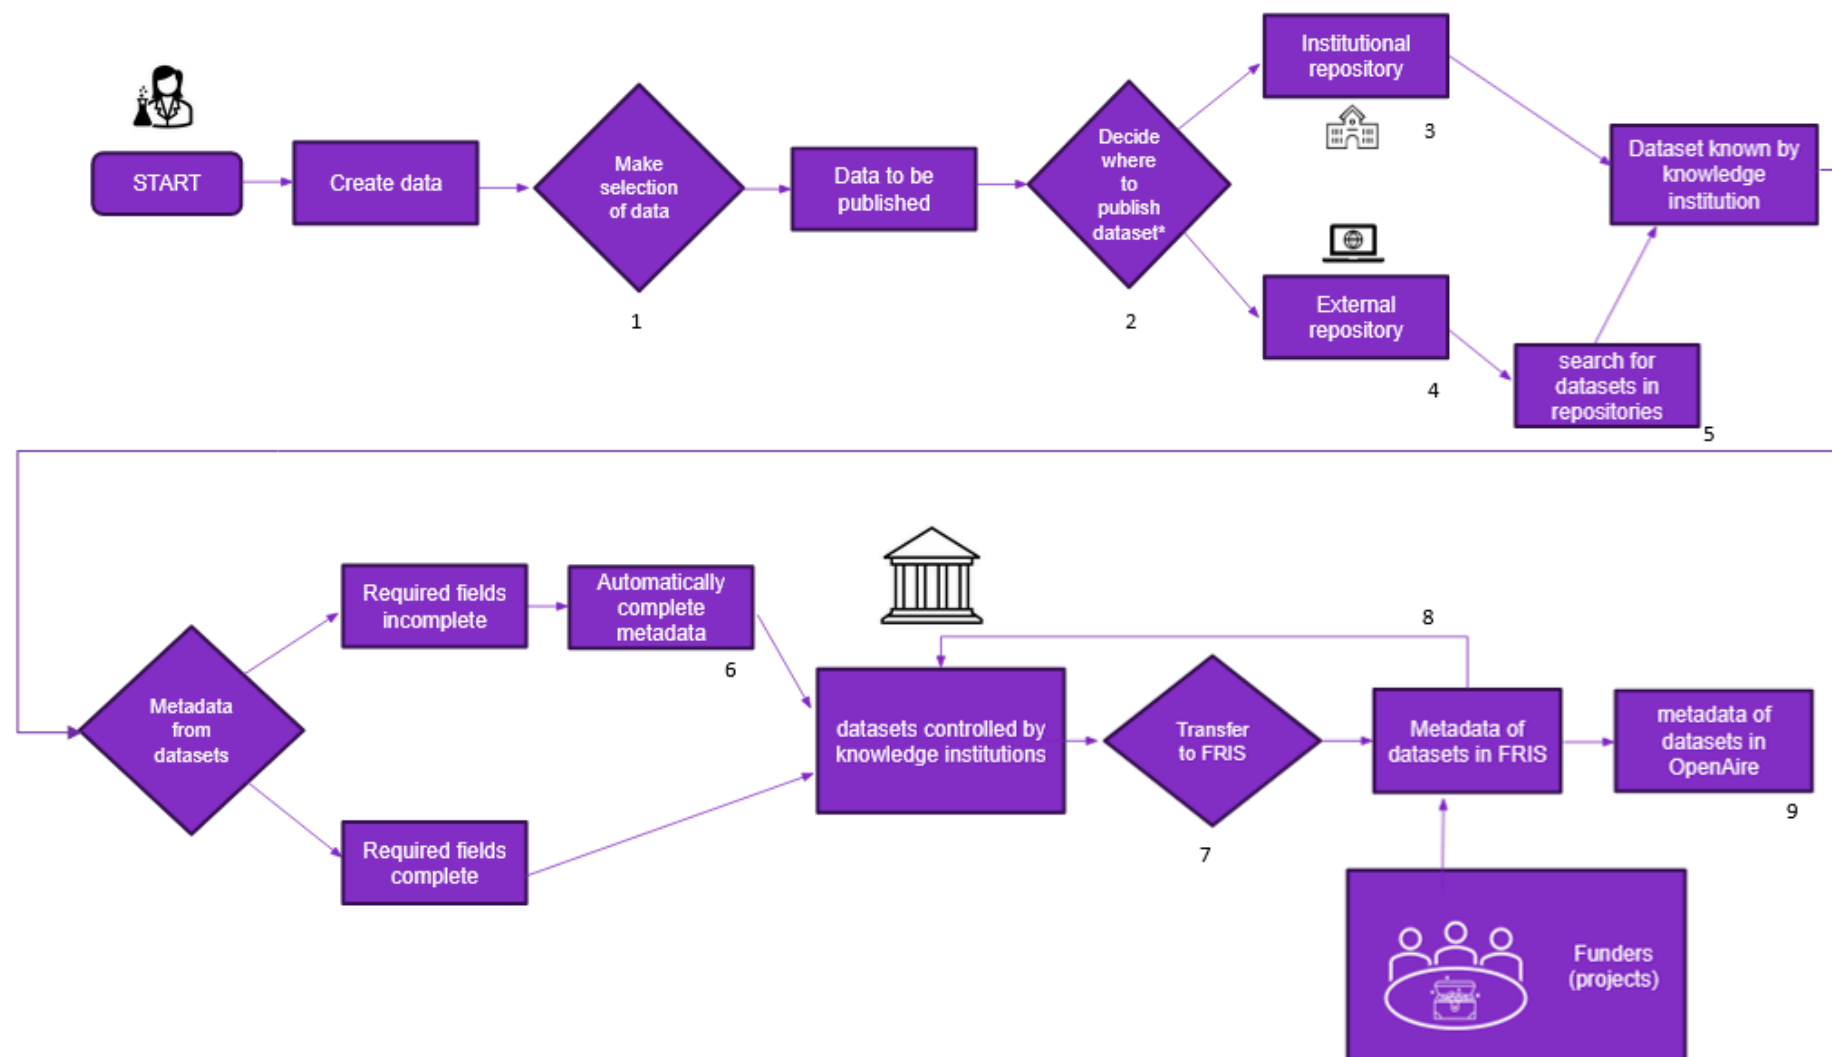 START
Create data
Make
selection
of data
1
Data to be
published
Decide
where
to
publish
dataset*
2
Institutional
repository
3
External
repository
4
search for
datasets in
repositories
5
Dataset known by
knowledge
institution
Metadata
from
datasets
Required fields
incomplete
Automatically
complete
metadata
6
Required fields
complete
datasets controlled by
knowledge institutions
Transfer
to FRIS
7
8
Metadata of
datasets in FRIS
metadata of
datasets in
OpenAire
9
Funders
(projects)